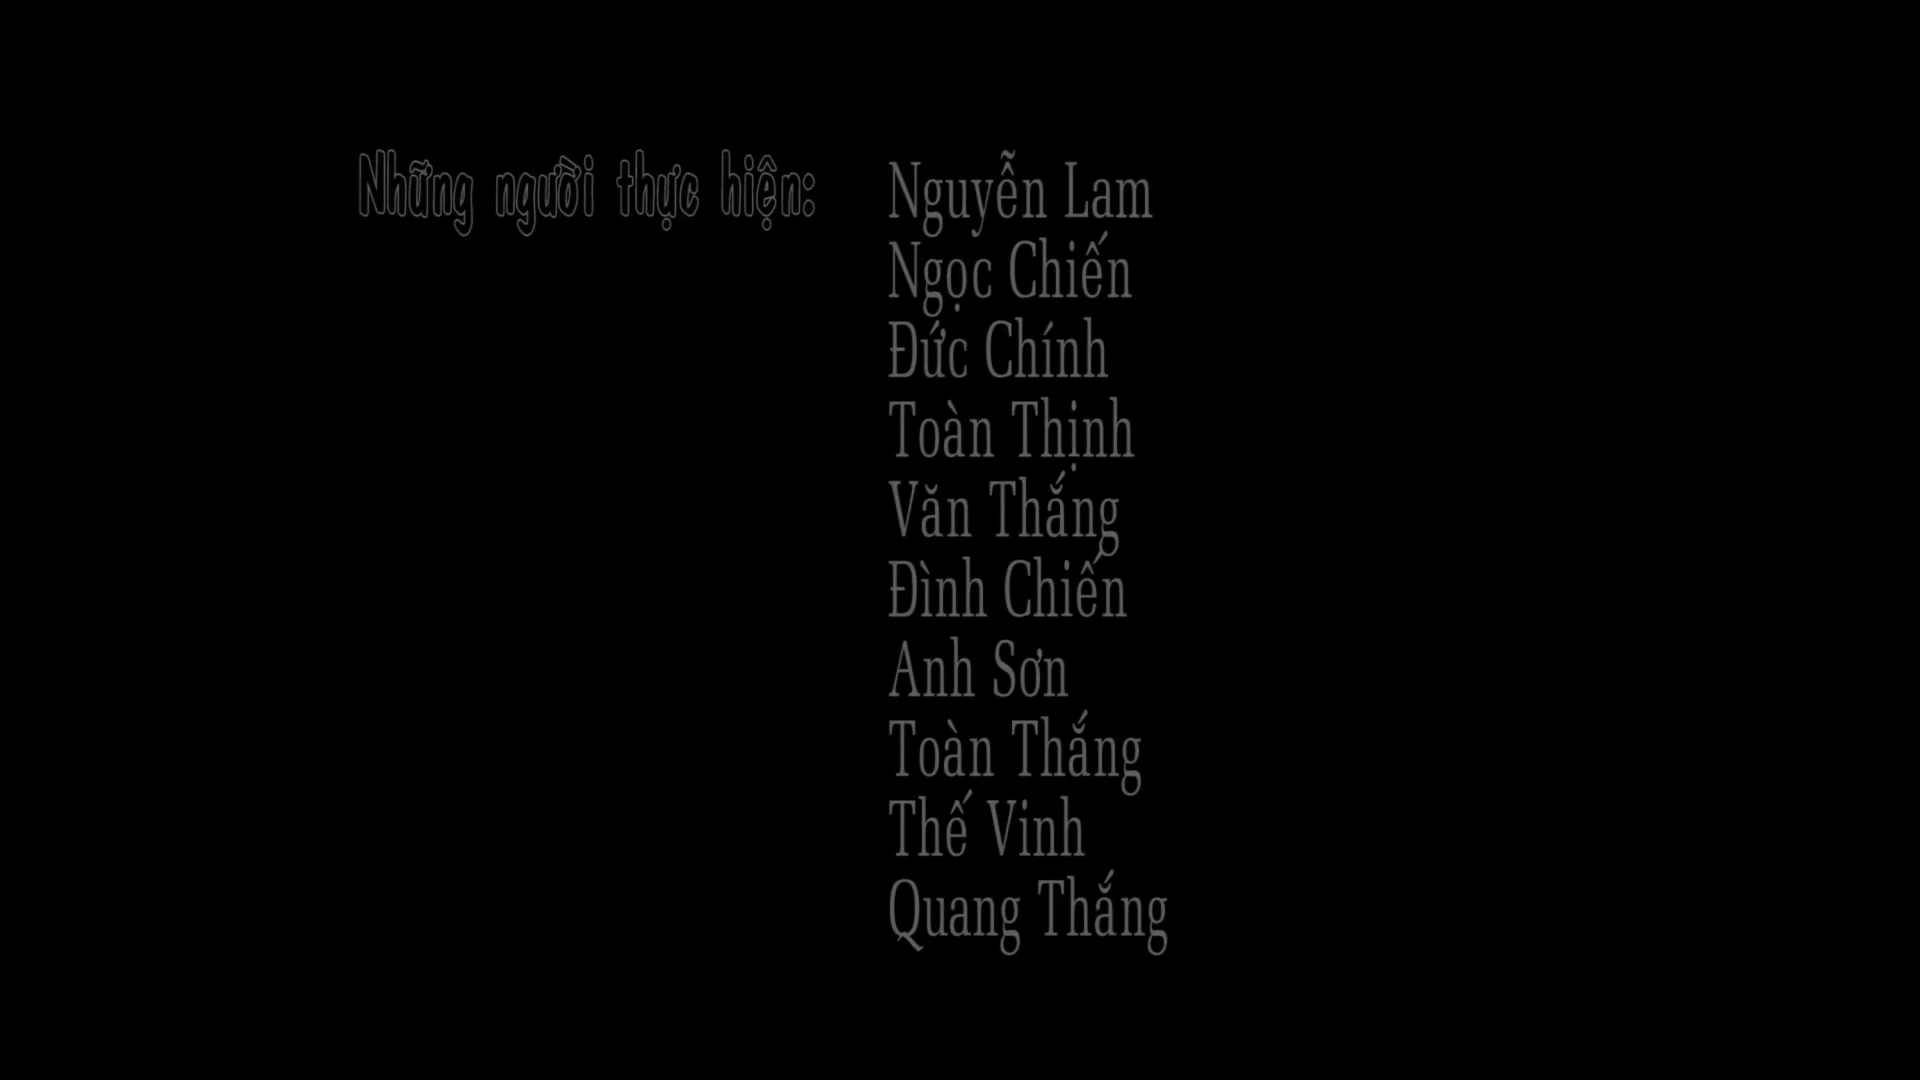 Những người thực hiện: Nguyễn Lam
Ngọc Chiến
Đức Chính
Toàn Thịnh
Văn Thắng
Đình Chiến
Anh Sơn
Toàn Thắng
Thế Vinh
Quang Thắng